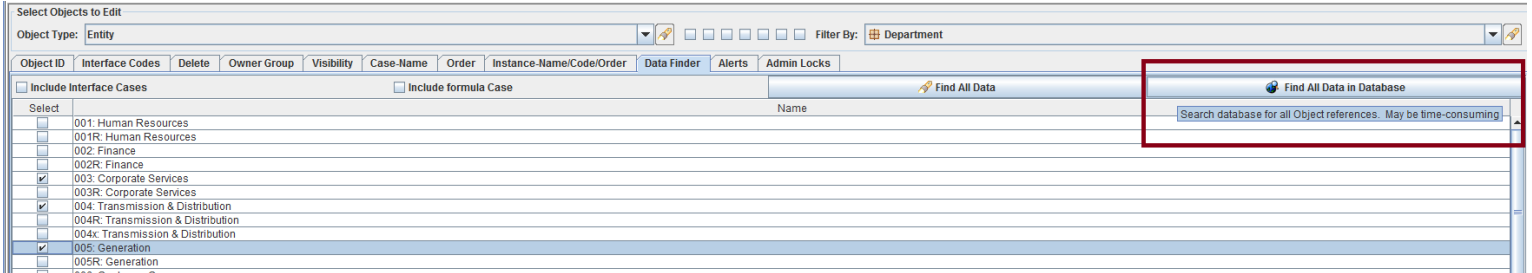 Select Objects to Edit
Object Type: Entity Filter By: Department
Object ID Interface Codes Delete Owner Group Visibility Case-Name Order Instance-Name/Code/Order Data Finder Alerts Admin Locks
Include Interface Cases Include formula Case Find All Data Find All Data in Database
Select Name
Search database for all Object references. May be time-consuming
001: Human Resources
001R: Human Resources
002: Finance
002R: Finance
003: Corporate Services
003R: Corporate Services
004: Transmission & Distribution
004R: Transmission & Distribution
004x: Transmission & Distribution
005: Generation
005R: Generation